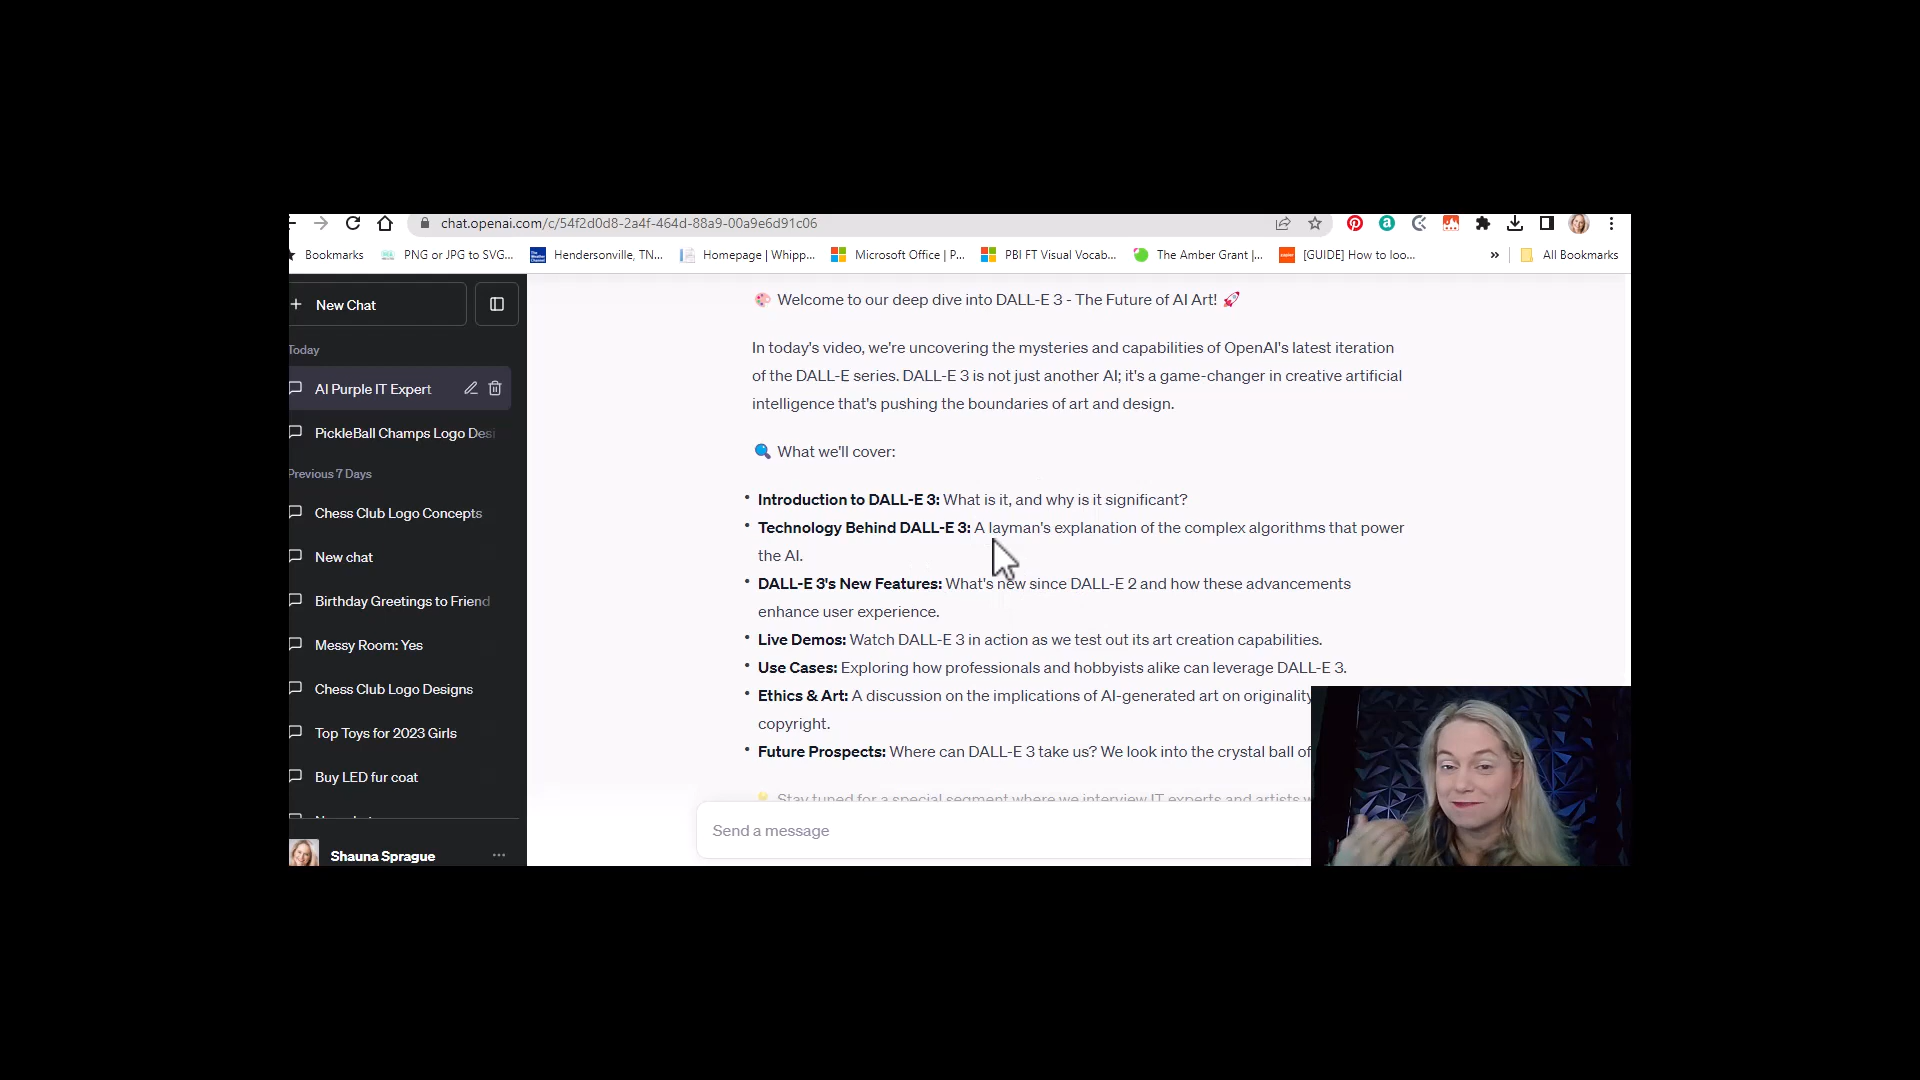 chat.openai.com/c/54f2d0d8-2a4f-464d-88a9-00a9e6d91c06
Bookmarks PNG or JPG to SVG... Hendersonville, TN... Homepage | Whipp... Microsoft Office | P... PBI FT Visual Vocab... The Amber Grant |... [GUIDE] How to loo... » All Bookmarks
New Chat
Today
AI Purple IT Expert
PickleBall Champs Logo Desi
Previous 7 Days
Chess Club Logo Concepts
New chat
Birthday Greetings to Friend
Messy Room: Yes
Chess Club Logo Designs
Top Toys for 2023 Girls
Buy LED fur coat
Shauna Sprague
🎨 Welcome to our deep dive into DALL-E 3 - The Future of AI Art! 🚀
In today's video, we're uncovering the mysteries and capabilities of OpenAI's latest iteration
of the DALL-E series. DALL-E 3 is not just another AI; it's a game-changer in creative artificial
intelligence that's pushing the boundaries of art and design.
🔍 What we'll cover:
• Introduction to DALL-E 3: What is it, and why is it significant?
• Technology Behind DALL-E 3: A layman's explanation of the complex algorithms that power
the AI.
• DALL-E 3's New Features: What's new since DALL-E 2 and how these advancements
enhance user experience.
• Live Demos: Watch DALL-E 3 in action as we test out its art creation capabilities.
• Use Cases: Exploring how professionals and hobbyists alike can leverage DALL-E 3.
• Ethics & Art: A discussion on the implications of AI-generated art on originality
copyright.
• Future Prospects: Where can DALL-E 3 take us? We look into the crystal ball of
💡 Stay tuned for a special segment where we interview IT experts and artists
Send a message